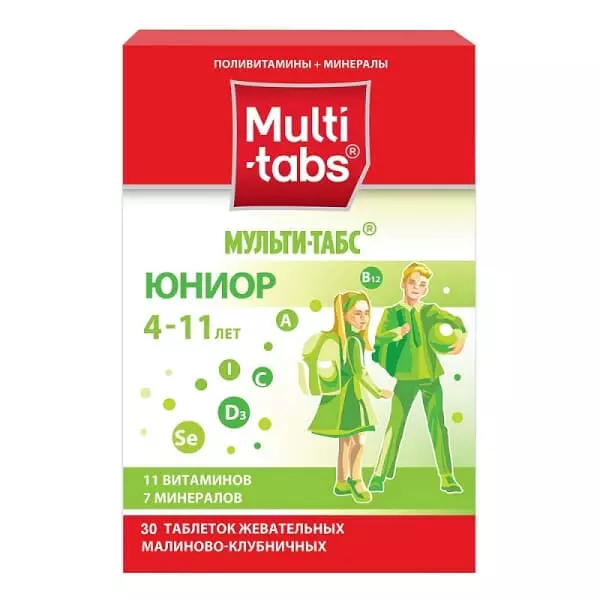 ПОЛИВИТАМИНЫ + МИНЕРАЛЫ
Multi
-tabs®
МУЛЬТИ-ТАБС®
ЮНИОР
4-11 ЛЕТ
B12
A
I
C
D3
Se
11 ВИТАМИНОВ
7 МИНЕРАЛОВ
30 ТАБЛЕТОК ЖЕВАТЕЛЬНЫХ
МАЛИНОВО-КЛУБНИЧНЫХ